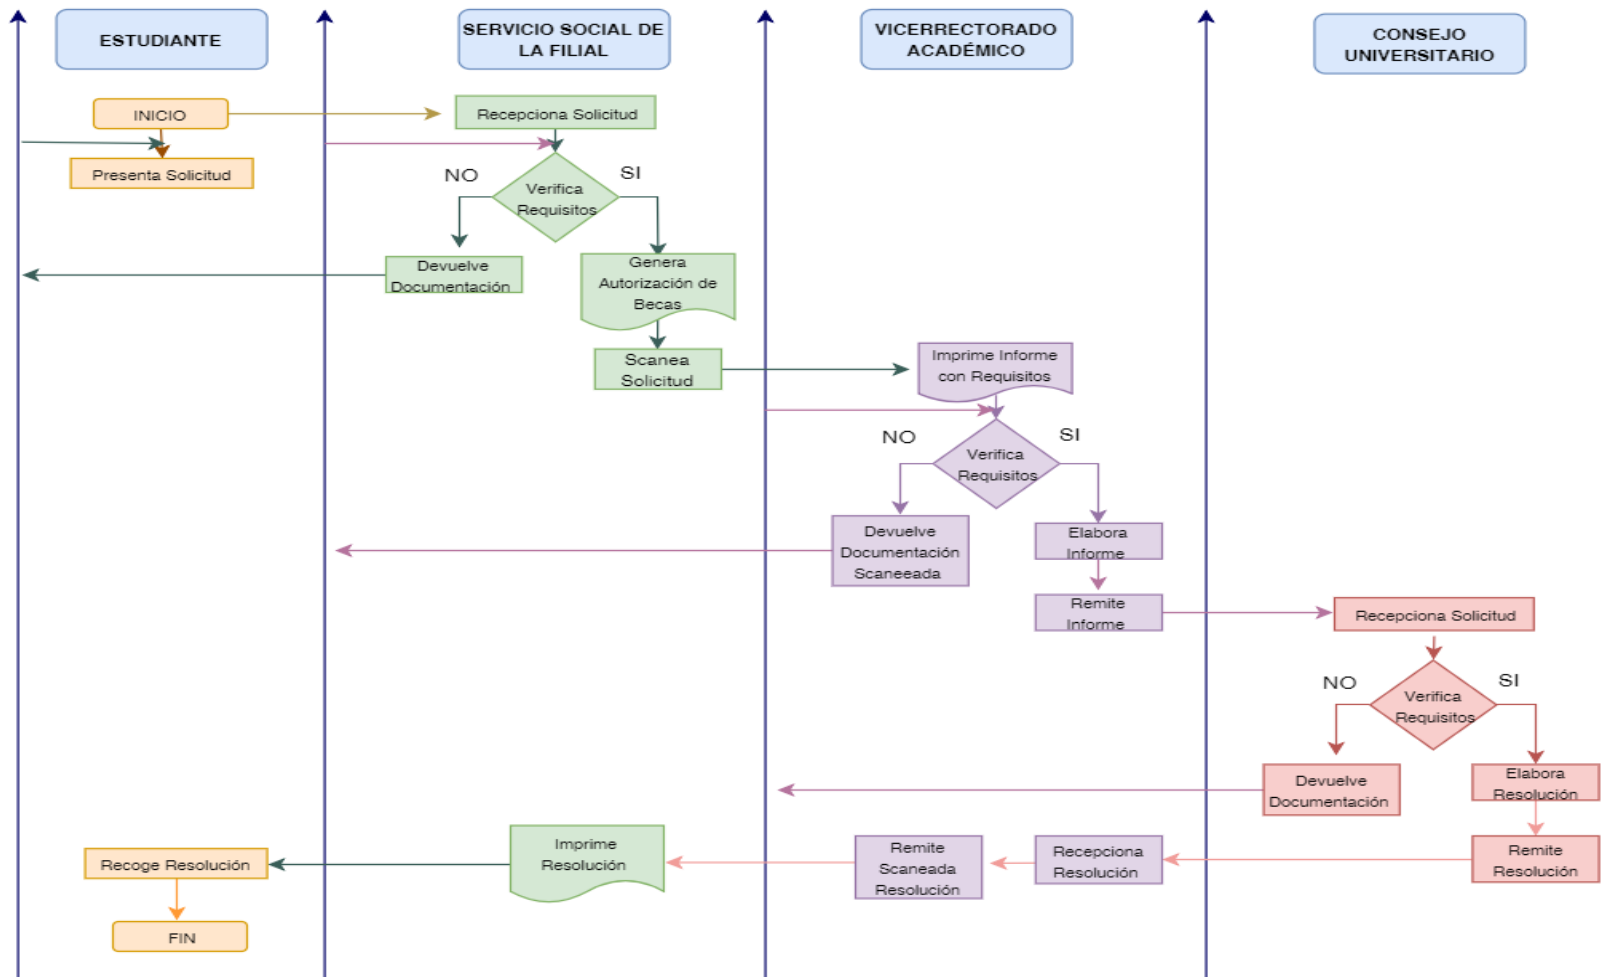 ESTUDIANTE
SERVICIO SOCIAL DE
LA FILIAL
VICERRECTORADO
ACADÉMICO
CONSEJO
UNIVERSITARIO
INICIO
Recepciona Solicitud
Presenta Solicitud
NO
SI
Verifica
Requisitos
Devuelve
Documentación
Genera
Autorización de
Becas
Scanea
Solicitud
Imprime Informe
con Requisitos
NO
SI
Verifica
Requisitos
Devuelve
Documentación
Scaneeada
Elabora
Informe
Remite
Informe
Recepciona Solicitud
NO
SI
Verifica
Requisitos
Devuelve
Documentación
Elabora
Resolución
Remite
Resolución
Recepciona
Resolución
Remite
Scaneada
Resolución
Imprime
Resolución
Recoge Resolución
FIN